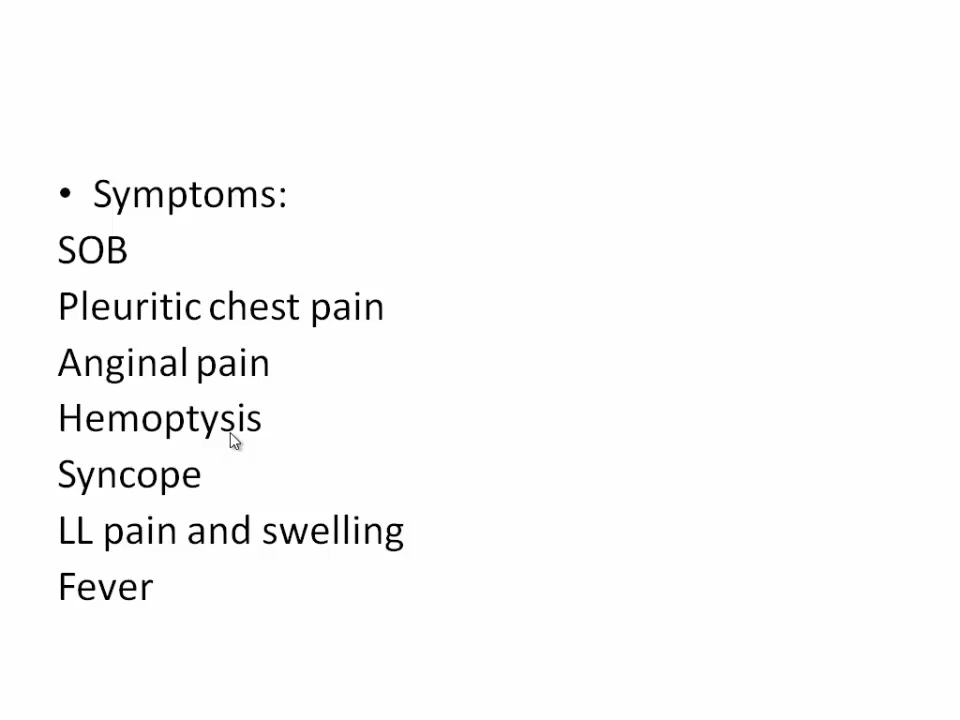 • Symptoms:
SOB
Pleuritic chest pain
Anginal pain
Hemoptysis
Syncope
LL pain and swelling
Fever